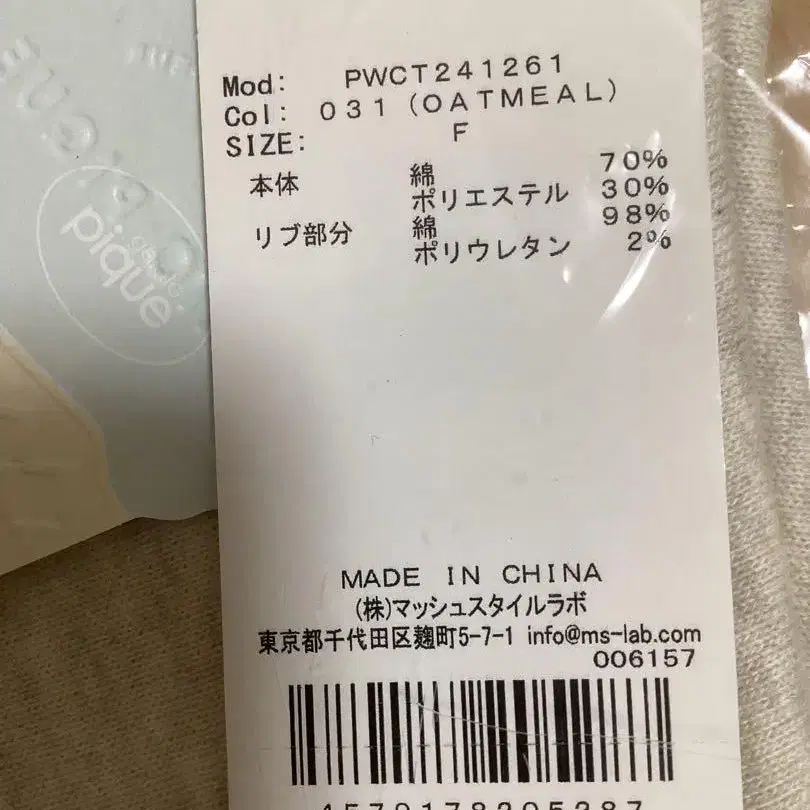 Mod: PWCT241261
Col: 031(OATMEAL)
SIZE: F
本体 綿 70%
ポリエステル 30%
リブ部分 綿 98%
ポリウレタン 2%
gelato
pique
MADE IN CHINA
(株)マッシュスタイルラボ
東京都千代田区麹町5-7-1 info@ms-lab.com
006157